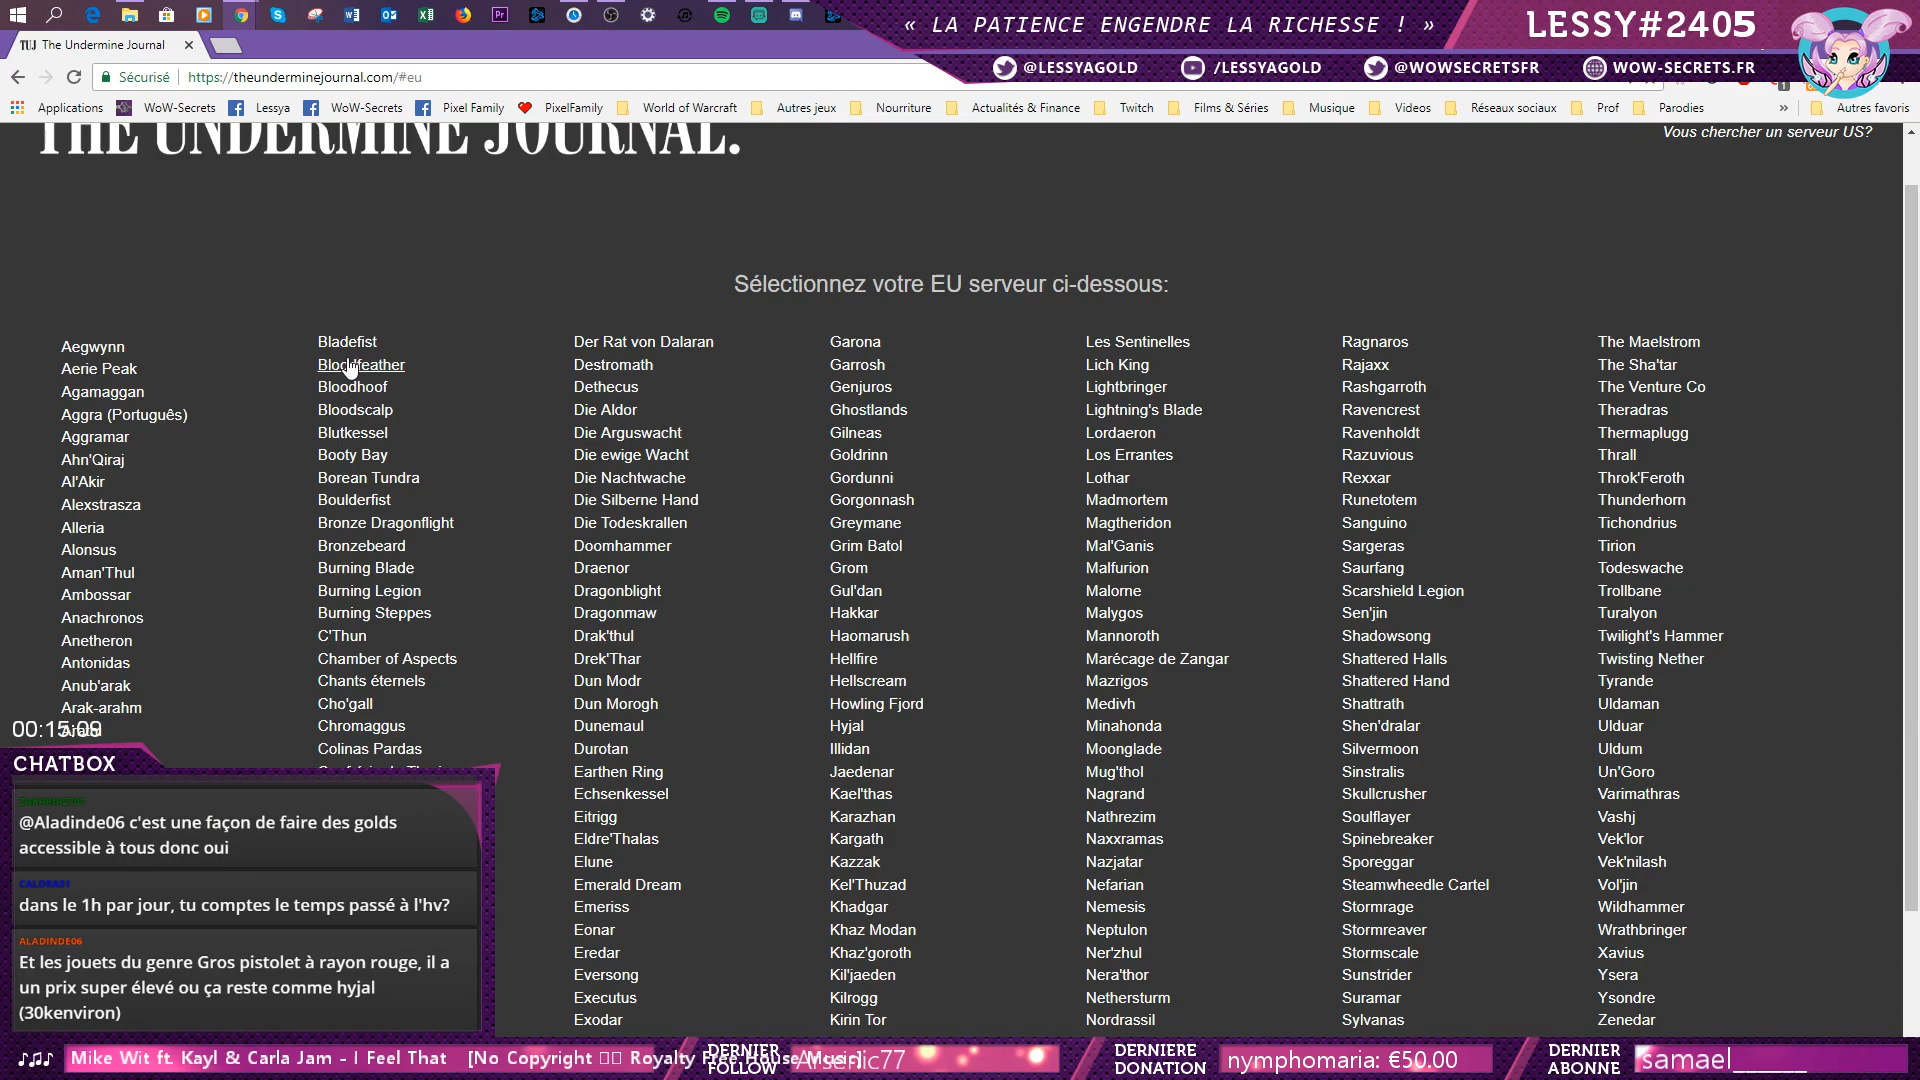 « LA PATIENCE ENGENDRE LA RICHESSE ! »
LESSY#2405
The Undermine Journal
Sécurisé | https://theunderminejournal.com/#eu
@LESSYAGOLD /LESSYAGOLD @WOWSECRETSFR WOW-SECRETS.FR
Applications WoW-Secrets Lessya WoW-Secrets Pixel Family PixelFamily World of Warcraft Autres jeux Nourriture Actualités & Finance Twitch Films & Séries Musique Videos Réseaux sociaux Prof Parodies » Autres favoris
THE UNDERMINE JOURNAL.
Vous chercher un serveur US?
Sélectionnez votre EU serveur ci-dessous:
Aegwynn
Aerie Peak
Agamaggan
Aggra (Português)
Aggramar
Ahn'Qiraj
Al'Akir
Alexstrasza
Alleria
Alonsus
Aman'Thul
Ambossar
Anachronos
Anetheron
Antonidas
Anub'arak
Arak-arahm
Bladefist
Bloodfeather
Bloodhoof
Bloodscalp
Blutkessel
Booty Bay
Borean Tundra
Boulderfist
Bronze Dragonflight
Bronzebeard
Burning Blade
Burning Legion
Burning Steppes
C'Thun
Chamber of Aspects
Chants éternels
Cho'gall
Chromaggus
Colinas Pardas
Der Rat von Dalaran
Destromath
Dethecus
Die Aldor
Die Arguswacht
Die ewige Wacht
Die Nachtwache
Die Silberne Hand
Die Todeskrallen
Doomhammer
Draenor
Dragonblight
Dragonmaw
Drak'thul
Drek'Thar
Dun Modr
Dun Morogh
Dunemaul
Durotan
Earthen Ring
Echsenkessel
Eitrigg
Eldre'Thalas
Elune
Emerald Dream
Emeriss
Eonar
Eredar
Eversong
Executus
Exodar
Garona
Garrosh
Genjuros
Ghostlands
Gilneas
Goldrinn
Gordunni
Gorgonnash
Greymane
Grim Batol
Grom
Gul'dan
Hakkar
Haomarush
Hellfire
Hellscream
Howling Fjord
Hyjal
Illidan
Jaedenar
Kael'thas
Karazhan
Kargath
Kazzak
Kel'Thuzad
Khadgar
Khaz Modan
Khaz'goroth
Kil'jaeden
Kilrogg
Kirin Tor
Les Sentinelles
Lich King
Lightbringer
Lightning's Blade
Lordaeron
Los Errantes
Lothar
Madmortem
Magtheridon
Mal'Ganis
Malfurion
Malorne
Malygos
Mannoroth
Marécage de Zangar
Mazrigos
Medivh
Minahonda
Moonglade
Mug'thol
Nagrand
Nathrezim
Naxxramas
Nazjatar
Nefarian
Nemesis
Neptulon
Ner'zhul
Nera'thor
Nethersturm
Nordrassil
Ragnaros
Rajaxx
Rashgarroth
Ravencrest
Ravenholdt
Razuvious
Rexxar
Runetotem
Sanguino
Sargeras
Saurfang
Scarshield Legion
Sen'jin
Shadowsong
Shattered Halls
Shattered Hand
Shattrath
Shen'dralar
Silvermoon
Sinstralis
Skullcrusher
Soulflayer
Spinebreaker
Sporeggar
Steamwheedle Cartel
Stormrage
Stormreaver
Stormscale
Sunstrider
Suramar
Sylvanas
The Maelstrom
The Sha'tar
The Venture Co
Theradras
Thermaplugg
Thrall
Throk'Feroth
Thunderhorn
Tichondrius
Tirion
Todeswache
Trollbane
Turalyon
Twilight's Hammer
Twisting Nether
Tyrande
Uldaman
Ulduar
Uldum
Un'Goro
Varimathras
Vashj
Vek'lor
Vek'nilash
Vol'jin
Wildhammer
Wrathbringer
Xavius
Ysera
Ysondre
Zenedar
00:15:09
CHATBOX
@Aladinde06 c'est une façon de faire des golds
accessible à tous donc oui
dans le 1h par jour, tu comptes le temps passé à l'hv?
ALADINDE06
Et les jouets du genre Gros pistolet à rayon rouge, il a
un prix super élevé ou ça reste comme hyjal
(30kenviron)
Mike Wit ft. Kayl & Carla Jam - I Feel That [No Copyright Royalty Free House Music]
DERNIER
FOLLOW
Arsenic77
DERNIERE
DONATION
nymphomaria: €50.00
DERNIER
ABONNE
samael______